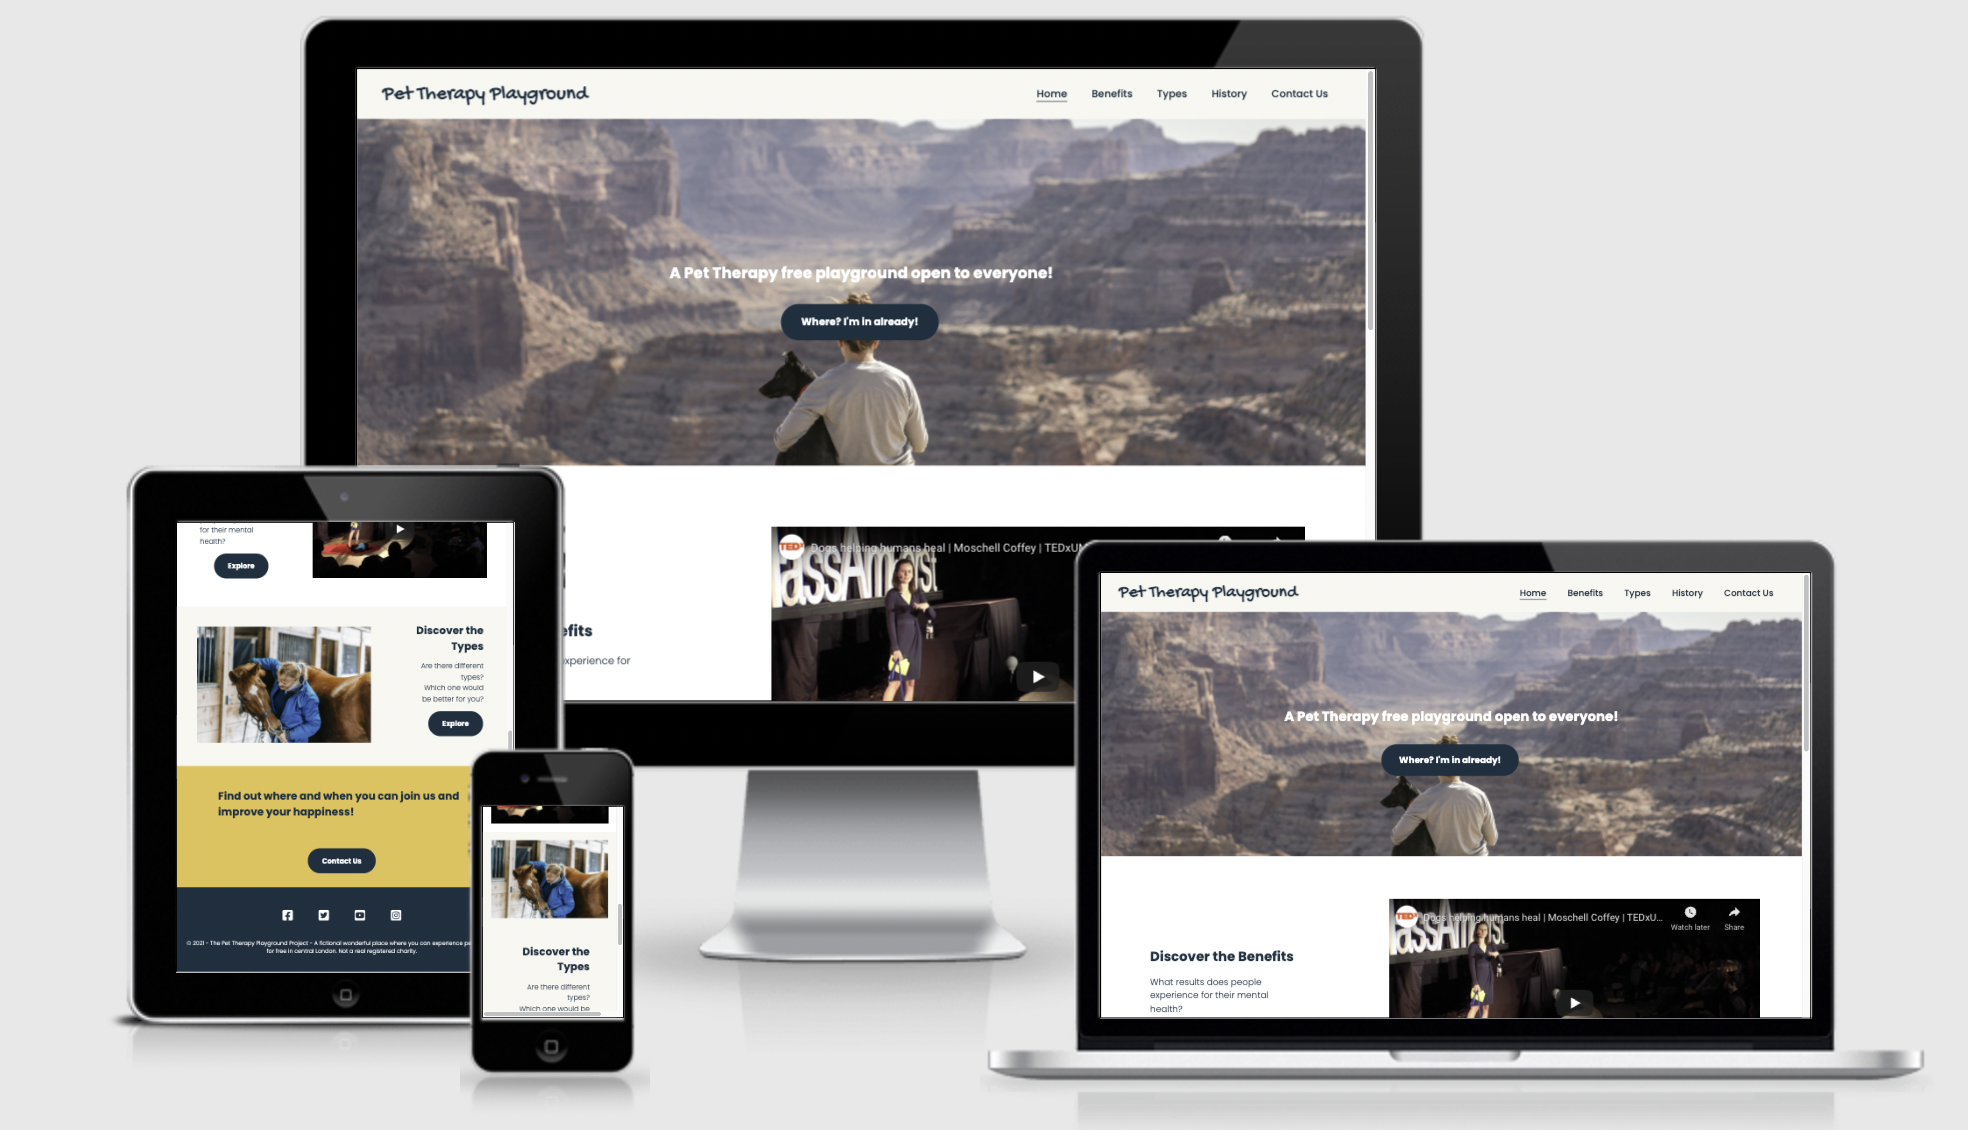 Pet Therapy Playground
Home Benefits Types History Contact Us
A Pet Therapy free playground open to everyone!
Where? I'm in already!
TEDx Dogs helping humans heal | Moschell Coffey |
assAm rst
for their mental
health?
Explore
Discover the
Types
Are there different
types?
Which one would
be better for you?
Explore
Find out where and when you can join us and
improve your happiness!
Contact Us
© 2021 - The Pet Therapy Playground Project - A fictional wonderful place where you can experience
for free in central London. Not a real registered charity.
Discover the
Types
Are there different
types?
Which one would be
experience for
Pet Therapy Playground
Home Benefits Types History Contact Us
A Pet Therapy free playground open to everyone!
Where? I'm in already!
TEDx Dogs helping humans heal | Moschell Coffey | TEDxU...
Watch later Share
Discover the Benefits
What results does people
experience for their mental
health?